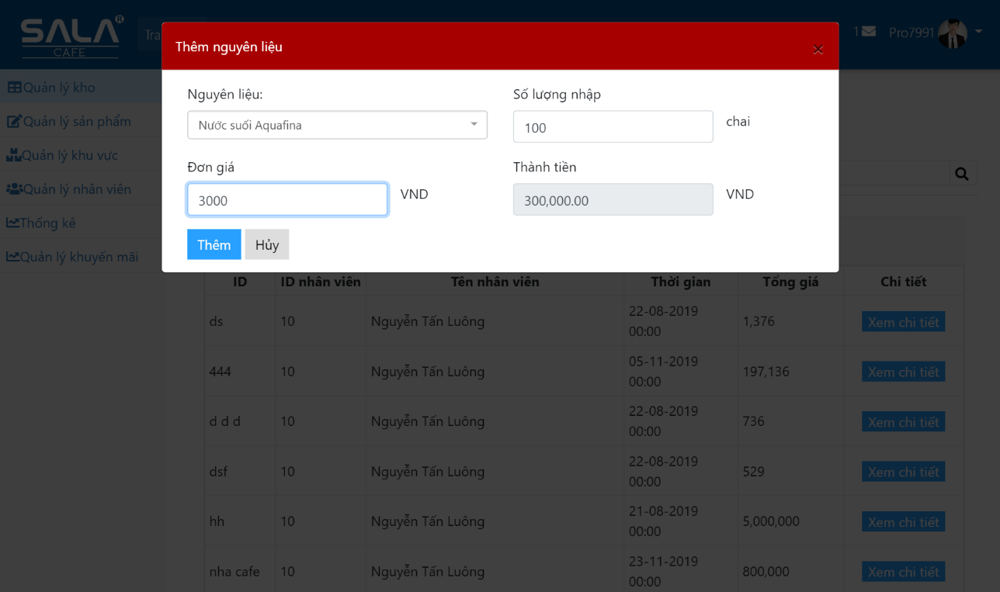 SALA®
CAFE
1
Pro7991
Thêm nguyên liệu
×
Nguyên liệu:
Số lượng nhập
Nước suối Aquafina
100
chai
Đơn giá
Thành tiền
3000
VND
300,000.00
VND
Thêm
Hủy
Quản lý kho
Quản lý sản phẩm
Quản lý khu vực
Quản lý nhân viên
Thống kê
Quản lý khuyến mãi
ID
ID nhân viên
Tên nhân viên
Thời gian
Tổng giá
Chi tiết
ds
10
Nguyễn Tấn Luông
22-08-2019
00:00
1,376
Xem chi tiết
444
10
Nguyễn Tấn Luông
05-11-2019
00:00
197,136
Xem chi tiết
d d d
10
Nguyễn Tấn Luông
22-08-2019
00:00
736
Xem chi tiết
dsf
10
Nguyễn Tấn Luông
22-08-2019
00:00
529
Xem chi tiết
hh
10
Nguyễn Tấn Luông
21-08-2019
00:00
5,000,000
Xem chi tiết
nha cafe
10
Nguyễn Tấn Luông
23-11-2019
00:00
800,000
Xem chi tiết